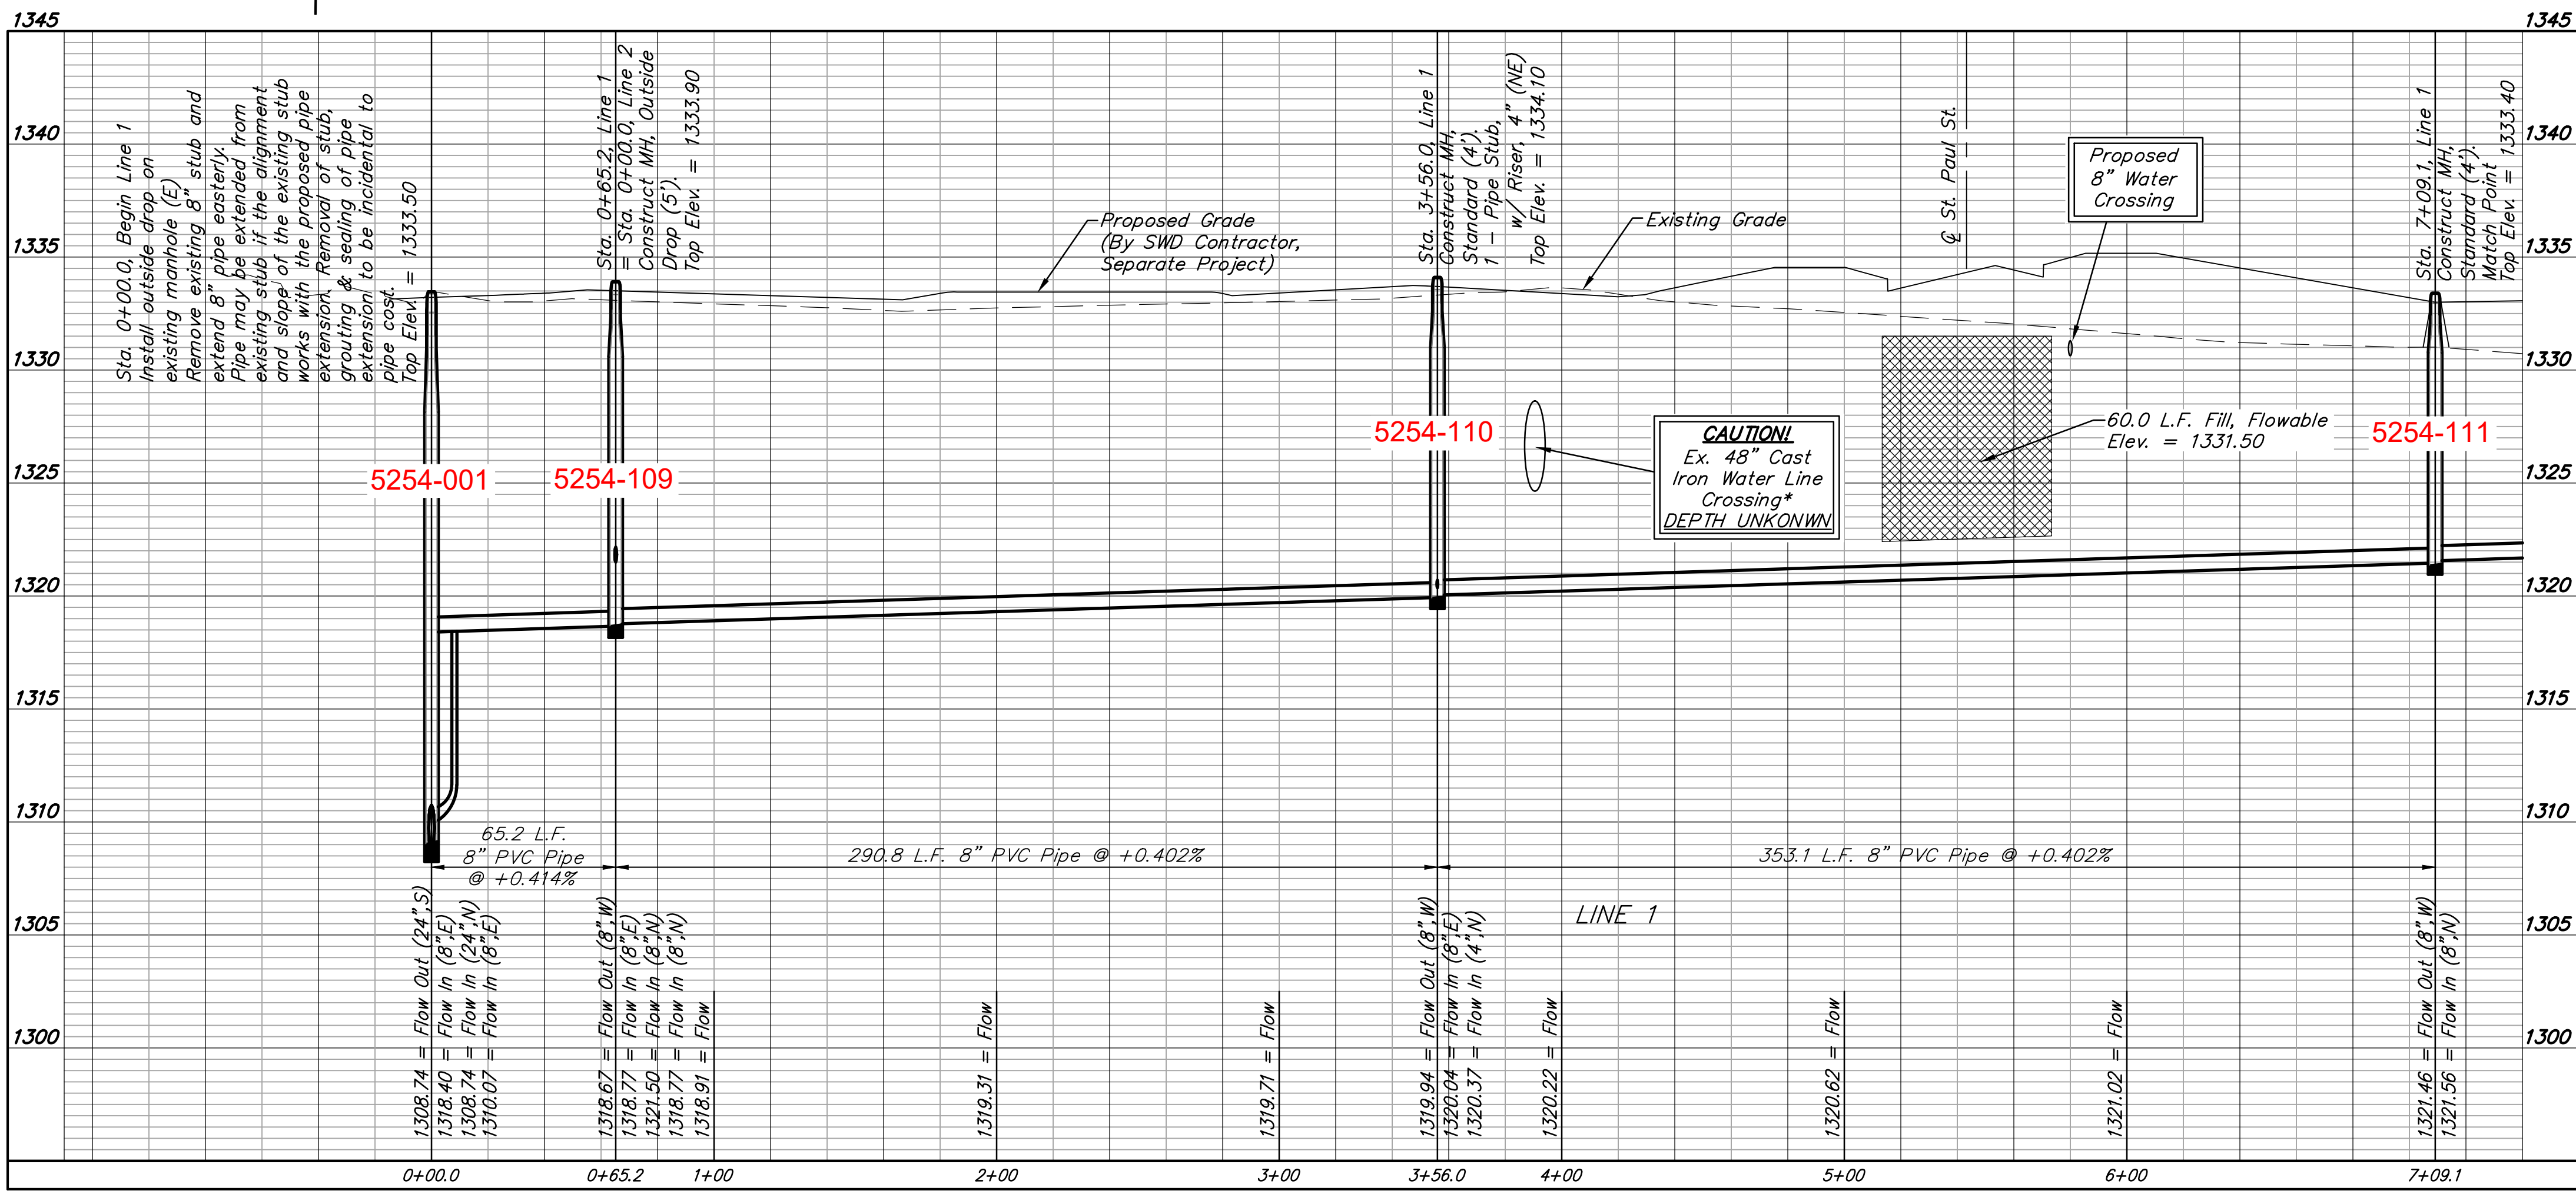 1345
1345
1340
1340
1335
1335
1330
1330
1325
1325
1320
1320
1315
1315
1310
1310
1305
1305
1300
1300
Sta. 0+00.0, Begin Line 1
Install outside drop on
existing manhole (E)
Remove existing 8" stub and
extend 8" pipe easterly.
Pipe may be extended from
existing stub if the alignment
and slope of the existing stub
works with the proposed pipe
extension. Removal of stub,
grouting & sealing of pipe
extension to be incidental to
pipe cost.
Top Elev. = 1333.50
Sta. 0+65.2, Line 1
= Sta. 0+00.0, Line 2
Construct MH, Outside
Drop (5').
Top Elev. = 1333.90
Proposed Grade
(By SWD Contractor,
Separate Project)
Sta. 3+56.0, Line 1
Construct MH,
Standard (4').
1 - Pipe Stub,
w/ Riser, 4" (NE)
Top Elev. = 1334.10
Existing Grade
℄ St. Paul St.
Proposed
8" Water
Crossing
Sta. 7+09.1, Line 1
Construct MH,
Standard (4').
Match Point
Top Elev. = 1333.40
5254-001
5254-109
5254-110
5254-111
CAUTION!
Ex. 48" Cast
Iron Water Line
Crossing*
DEPTH UNKONWN
60.0 L.F. Fill, Flowable
Elev. = 1331.50
65.2 L.F.
8" PVC Pipe
@ +0.414%
290.8 L.F. 8" PVC Pipe @ +0.402%
353.1 L.F. 8" PVC Pipe @ +0.402%
LINE 1
1308.74 = Flow Out (24",S)
1318.40 = Flow In (8",E)
1308.74 = Flow In (24",N)
1310.07 = Flow In (8",E)
1318.67 = Flow Out (8",W)
1318.77 = Flow In (8",E)
1321.50 = Flow In (8",N)
1318.77 = Flow In (8",N)
1318.91 = Flow
1319.31 = Flow
1319.71 = Flow
1319.94 = Flow Out (8",W)
1320.04 = Flow In (8",E)
1320.37 = Flow In (4",N)
1320.22 = Flow
1320.62 = Flow
1321.02 = Flow
1321.46 = Flow Out (8",W)
1321.56 = Flow In (8",N)
0+00.0
0+65.2
1+00
2+00
3+00
3+56.0
4+00
5+00
6+00
7+09.1